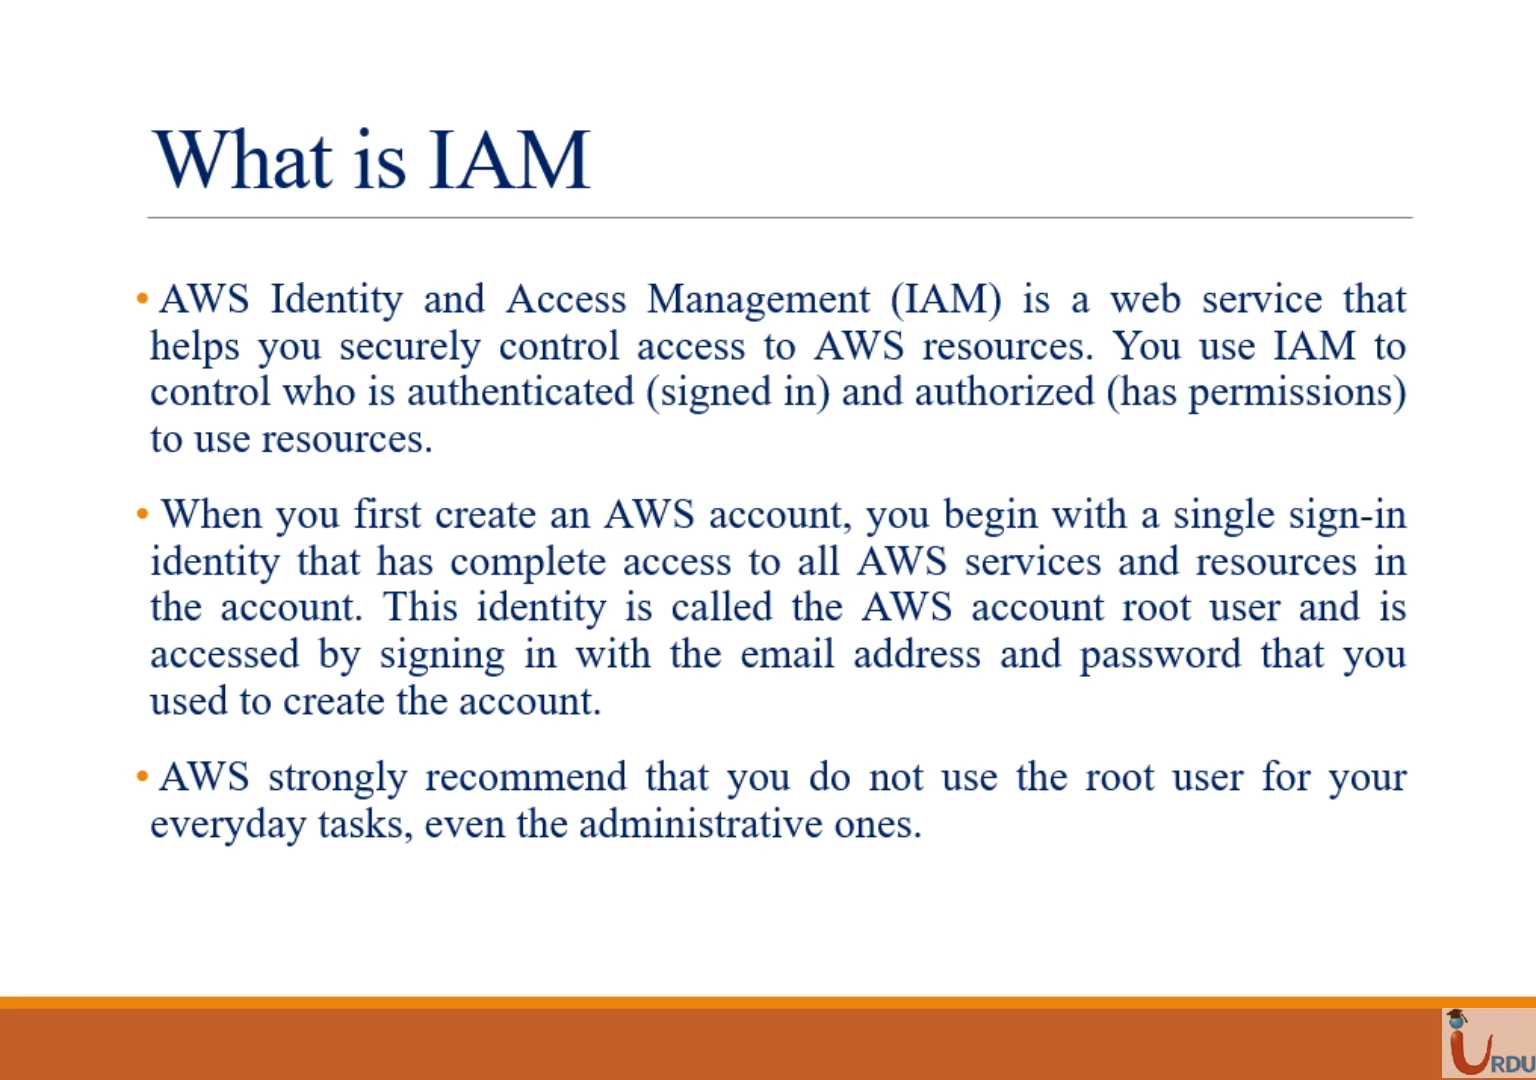 What is IAM
• AWS Identity and Access Management (IAM) is a web service that
helps you securely control access to AWS resources. You use IAM to
control who is authenticated (signed in) and authorized (has permissions)
to use resources.
• When you first create an AWS account, you begin with a single sign-in
identity that has complete access to all AWS services and resources in
the account. This identity is called the AWS account root user and is
accessed by signing in with the email address and password that you
used to create the account.
• AWS strongly recommend that you do not use the root user for your
everyday tasks, even the administrative ones.
URDU